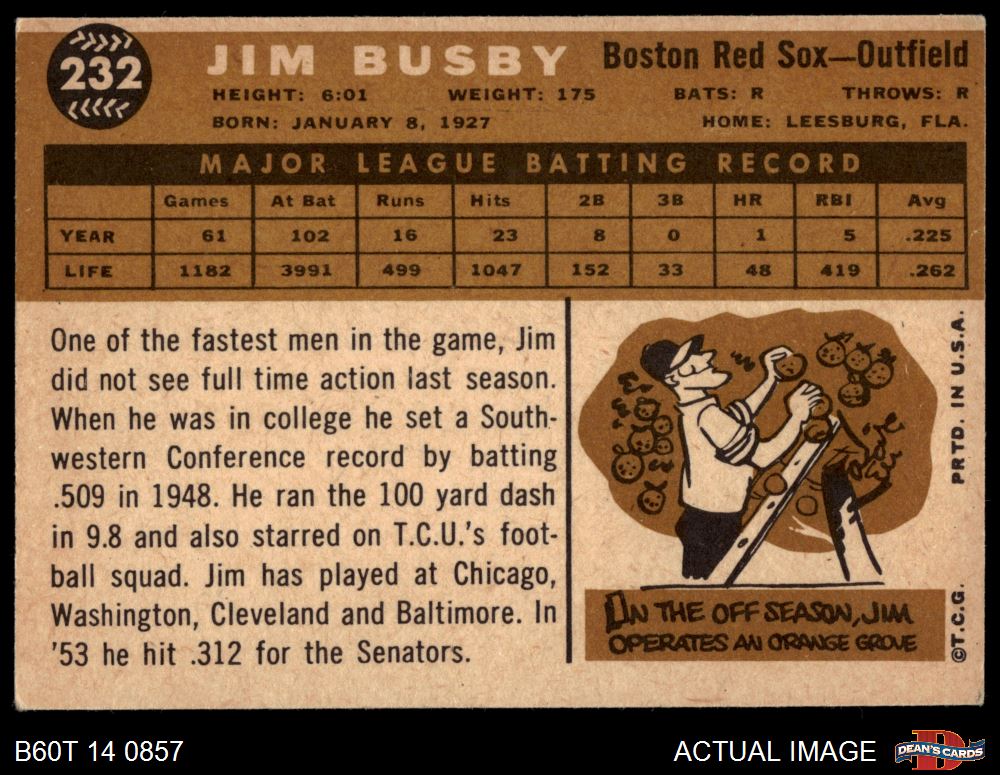 232
JIM BUSBY
Boston Red Sox—Outfield
HEIGHT: 6:01 WEIGHT: 175 BATS: R THROWS: R
BORN: JANUARY 8, 1927 HOME: LEESBURG, FLA.
MAJOR LEAGUE BATTING RECORD
Games At Bat Runs Hits 2B 3B HR RBI Avg
YEAR 61 102 16 23 8 0 1 5 .225
LIFE 1182 3991 499 1047 152 33 48 419 .262
One of the fastest men in the game, Jim
did not see full time action last season.
When he was in college he set a South-
western Conference record by batting
.509 in 1948. He ran the 100 yard dash
in 9.8 and also starred on T.C.U.'s foot-
ball squad. Jim has played at Chicago,
Washington, Cleveland and Baltimore. In
'53 he hit .312 for the Senators.
IN THE OFF SEASON, JIM
OPERATES AN ORANGE GROVE
©T.C.G. PRTD. IN U.S.A.
B60T 14 0857
ACTUAL IMAGE
D
DEAN'S CARDS